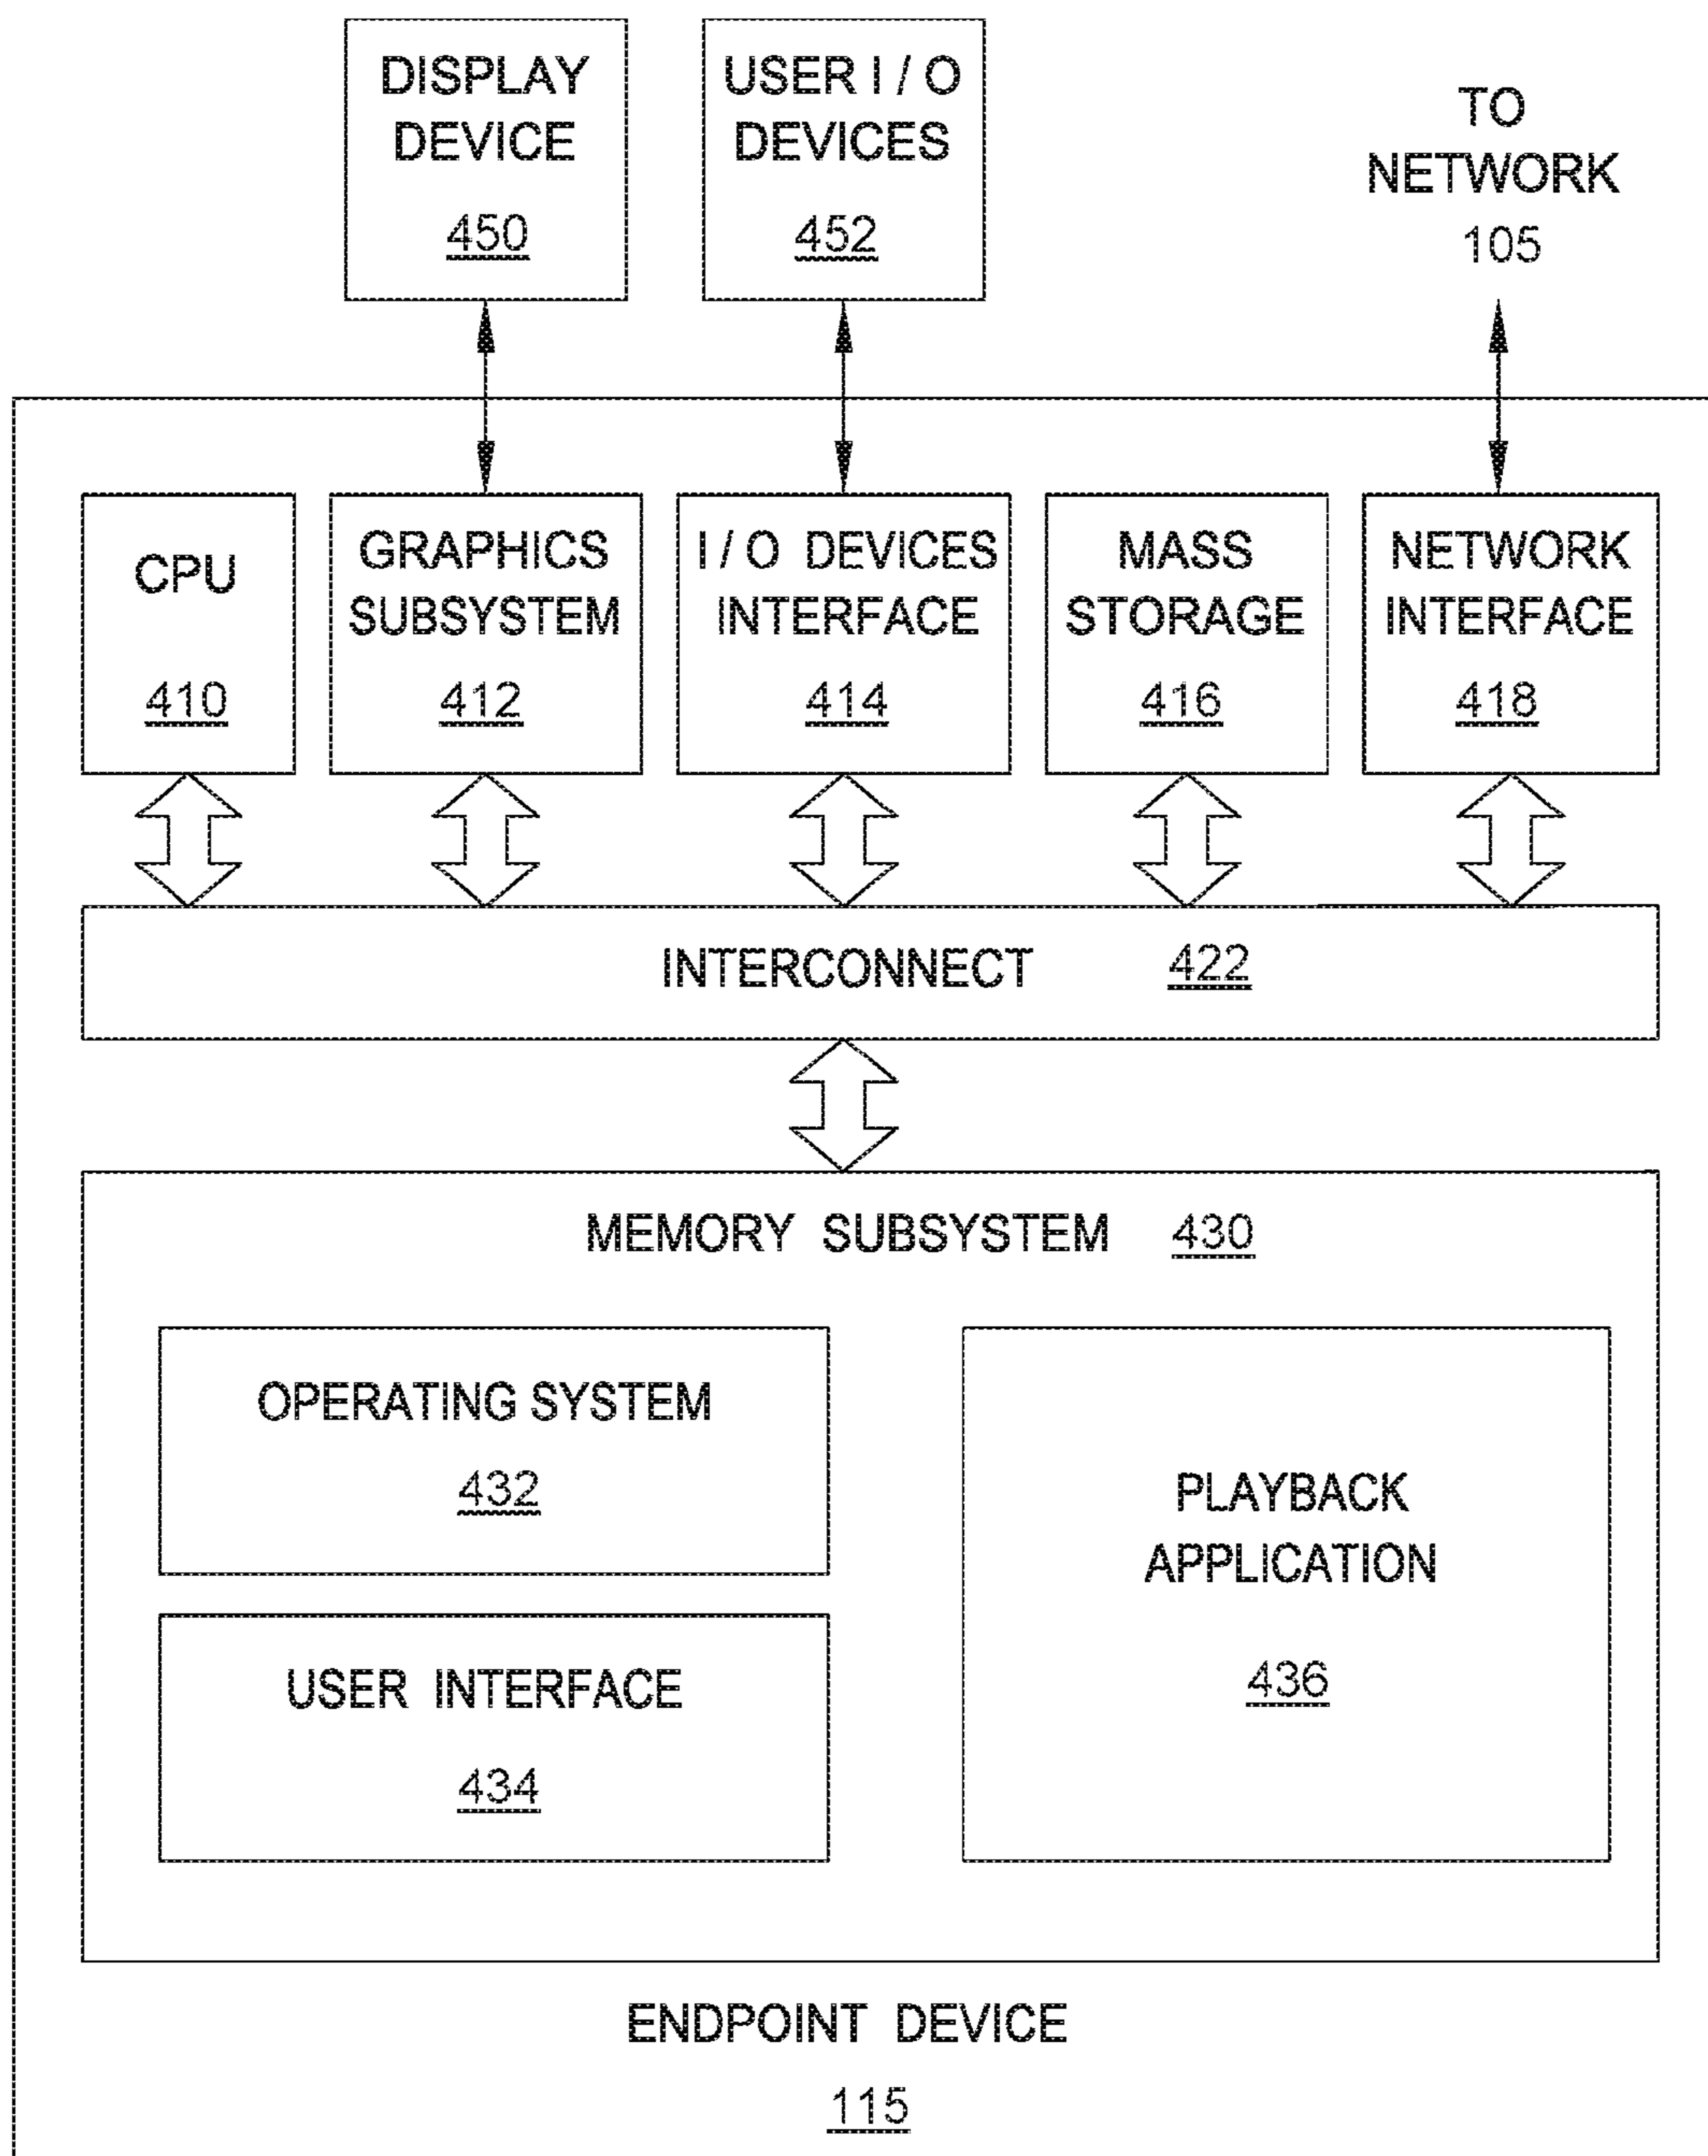 DISPLAY
DEVICE
450
USER I / O
DEVICES
452
TO
NETWORK
105
CPU
410
GRAPHICS
SUBSYSTEM
412
I / O DEVICES
INTERFACE
414
MASS
STORAGE
416
NETWORK
INTERFACE
418
INTERCONNECT 422
MEMORY SUBSYSTEM 430
OPERATING SYSTEM
432
USER INTERFACE
434
PLAYBACK
APPLICATION
436
ENDPOINT DEVICE
115